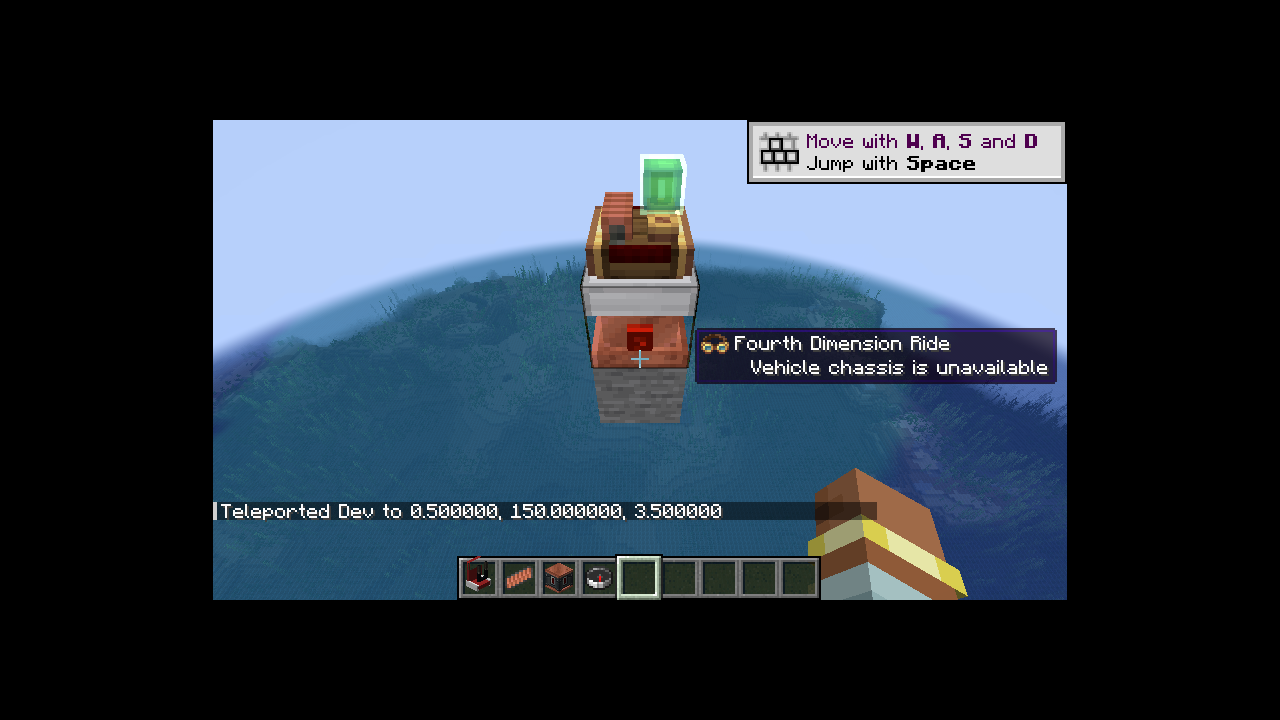 Move with W, A, S and D
Jump with Space
Fourth Dimension Ride
Vehicle chassis is unavailable
Teleported Dev to 0.500000, 150.000000, 3.500000